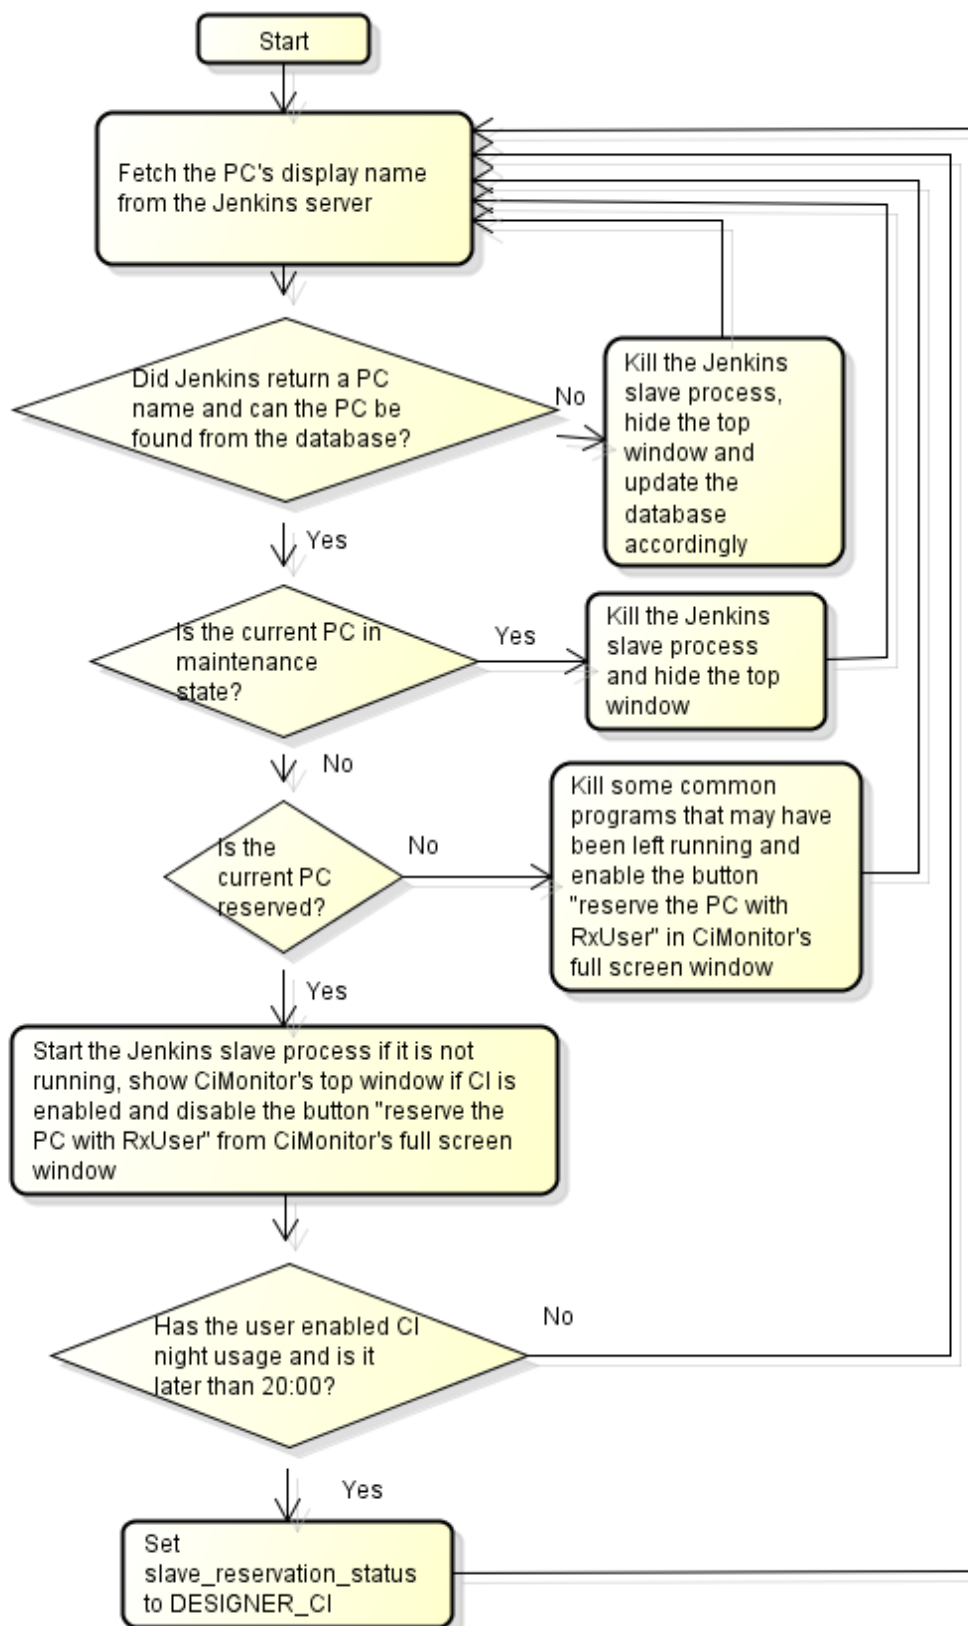 Start
Fetch the PC's display name
from the Jenkins server
Did Jenkins return a PC
name and can the PC be
found from the database?
No
Kill the Jenkins
slave process,
hide the top
window and
update the
database
accordingly
Yes
Is the current PC in
maintenance
state?
Yes
Kill the Jenkins
slave process
and hide the top
window
No
Is the
current PC
reserved?
No
Kill some common
programs that may have
been left running and
enable the button
"reserve the PC with
RxUser" in CiMonitor's
full screen window
Yes
Start the Jenkins slave process if it is not
running, show CiMonitor's top window if CI is
enabled and disable the button "reserve the
PC with RxUser" from CiMonitor's full screen
window
Has the user enabled CI
night usage and is it
later than 20:00?
No
Yes
Set
slave_reservation_status
to DESIGNER_CI